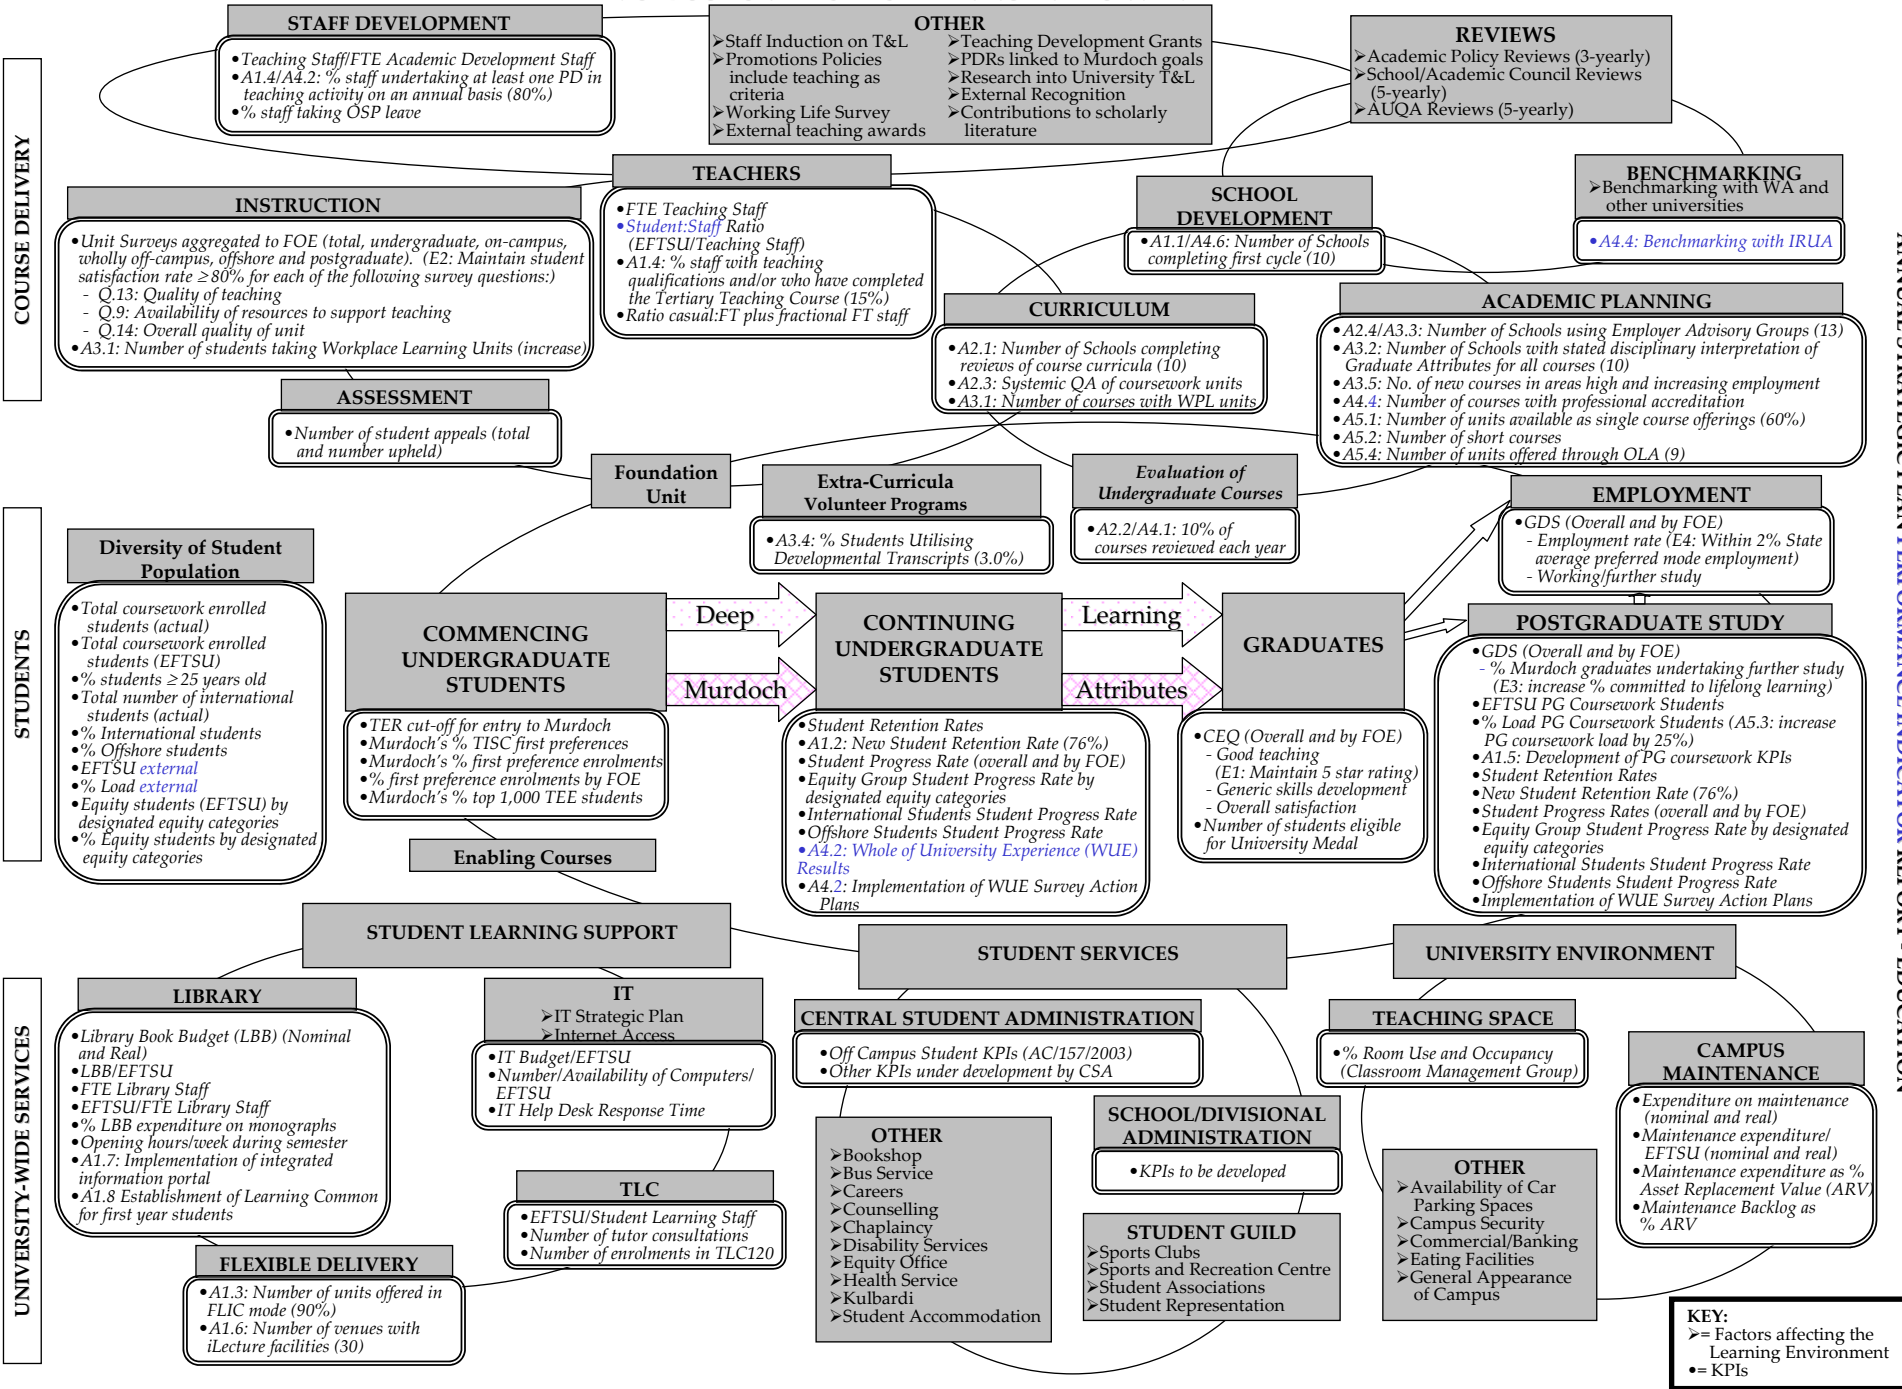 STAFF DEVELOPMENT
•Teaching Staff/FTE Academic Development Staff
•A1.4/A4.2: % staff undertaking at least one PD in
teaching activity on an annual basis (80%)
•% staff taking OSP leave
OTHER
➢Staff Induction on T&L
➢Promotions Policies
include teaching as
criteria
➢Working Life Survey
➢External teaching awards
➢Teaching Development Grants
➢PDRs linked to Murdoch goals
➢Research into University T&L
➢External Recognition
➢Contributions to scholarly
literature
REVIEWS
➢Academic Policy Reviews (3-yearly)
➢School/Academic Council Reviews
(5-yearly)
➢AUQA Reviews (5-yearly)
COURSE DELIVERY
INSTRUCTION
•Unit Surveys aggregated to FOE (total, undergraduate, on-campus,
wholly off-campus, offshore and postgraduate). (E2: Maintain student
satisfaction rate ≥80% for each of the following survey questions:)
- Q.13: Quality of teaching
- Q.9: Availability of resources to support teaching
- Q.14: Overall quality of unit
•A3.1: Number of students taking Workplace Learning Units (increase)
TEACHERS
•FTE Teaching Staff
•Student:Staff Ratio
(EFTSU/Teaching Staff)
•A1.4: % staff with teaching
qualifications and/or who have completed
the Tertiary Teaching Course (15%)
•Ratio casual:FT plus fractional FT staff
SCHOOL
DEVELOPMENT
•A1.1/A4.6: Number of Schools
completing first cycle (10)
BENCHMARKING
➢Benchmarking with WA and
other universities
•A4.4: Benchmarking with IRUA
CURRICULUM
•A2.1: Number of Schools completing
reviews of course curricula (10)
•A2.3: Systemic QA of coursework units
•A3.1: Number of courses with WPL units
ACADEMIC PLANNING
•A2.4/A3.3: Number of Schools using Employer Advisory Groups (13)
•A3.2: Number of Schools with stated disciplinary interpretation of
Graduate Attributes for all courses (10)
•A3.5: No. of new courses in areas high and increasing employment
•A4.4: Number of courses with professional accreditation
•A5.1: Number of units available as single course offerings (60%)
•A5.2: Number of short courses
•A5.4: Number of units offered through OLA (9)
ASSESSMENT
•Number of student appeals (total
and number upheld)
Foundation
Unit
Extra-Curricula
Volunteer Programs
•A3.4: % Students Utilising
Developmental Transcripts (3.0%)
Evaluation of
Undergraduate Courses
•A2.2/A4.1: 10% of
courses reviewed each year
EMPLOYMENT
•GDS (Overall and by FOE)
- Employment rate (E4: Within 2% State
average preferred mode employment)
- Working/further study
STUDENTS
Diversity of Student
Population
•Total coursework enrolled
students (actual)
•Total coursework enrolled
students (EFTSU)
•% students ≥25 years old
•Total number of international
students (actual)
•% International students
•% Offshore students
•EFTSU external
•% Load external
•Equity students (EFTSU) by
designated equity categories
•% Equity students by designated
equity categories
COMMENCING
UNDERGRADUATE
STUDENTS
•TER cut-off for entry to Murdoch
•Murdoch's % TISC first preferences
•Murdoch's % first preference enrolments
•% first preference enrolments by FOE
•Murdoch's % top 1,000 TEE students
Deep
Murdoch
CONTINUING
UNDERGRADUATE
STUDENTS
•Student Retention Rates
•A1.2: New Student Retention Rate (76%)
•Student Progress Rate (overall and by FOE)
•Equity Group Student Progress Rate by
designated equity categories
•International Students Student Progress Rate
•Offshore Students Student Progress Rate
•A4.2: Whole of University Experience (WUE)
Results
•A4.2: Implementation of WUE Survey Action
Plans
Learning
Attributes
GRADUATES
•CEQ (Overall and by FOE)
- Good teaching
(E1: Maintain 5 star rating)
- Generic skills development
- Overall satisfaction
•Number of students eligible
for University Medal
POSTGRADUATE STUDY
•GDS (Overall and by FOE)
- % Murdoch graduates undertaking further study
(E3: increase % committed to lifelong learning)
•EFTSU PG Coursework Students
•% Load PG Coursework Students (A5.3: increase
PG coursework load by 25%)
•A1.5: Development of PG coursework KPIs
•Student Retention Rates
•New Student Retention Rate (76%)
•Student Progress Rates (overall and by FOE)
•Equity Group Student Progress Rate by designated
equity categories
•International Students Student Progress Rate
•Offshore Students Student Progress Rate
•Implementation of WUE Survey Action Plans
Enabling Courses
UNIVERSITY-WIDE SERVICES
STUDENT LEARNING SUPPORT
STUDENT SERVICES
UNIVERSITY ENVIRONMENT
LIBRARY
•Library Book Budget (LBB) (Nominal
and Real)
•LBB/EFTSU
•FTE Library Staff
•EFTSU/FTE Library Staff
•% LBB expenditure on monographs
•Opening hours/week during semester
•A1.7: Implementation of integrated
information portal
•A1.8 Establishment of Learning Common
for first year students
IT
➢IT Strategic Plan
➢Internet Access
•IT Budget/EFTSU
•Number/Availability of Computers/
EFTSU
•IT Help Desk Response Time
TLC
•EFTSU/Student Learning Staff
•Number of tutor consultations
•Number of enrolments in TLC120
FLEXIBLE DELIVERY
•A1.3: Number of units offered in
FLIC mode (90%)
•A1.6: Number of venues with
iLecture facilities (30)
CENTRAL STUDENT ADMINISTRATION
•Off Campus Student KPIs (AC/157/2003)
•Other KPIs under development by CSA
OTHER
➢Bookshop
➢Bus Service
➢Careers
➢Counselling
➢Chaplaincy
➢Disability Services
➢Equity Office
➢Health Service
➢Kulbardi
➢Student Accommodation
SCHOOL/DIVISIONAL
ADMINISTRATION
•KPIs to be developed
STUDENT GUILD
➢Sports Clubs
➢Sports and Recreation Centre
➢Student Associations
➢Student Representation
TEACHING SPACE
•% Room Use and Occupancy
(Classroom Management Group)
OTHER
➢Availability of Car
Parking Spaces
➢Campus Security
➢Commercial/Banking
➢Eating Facilities
➢General Appearance
of Campus
CAMPUS
MAINTENANCE
•Expenditure on maintenance
(nominal and real)
•Maintenance expenditure/
EFTSU (nominal and real)
•Maintenance expenditure as %
Asset Replacement Value (ARV)
•Maintenance Backlog as
% ARV
KEY:
➢= Factors affecting the
Learning Environment
•= KPIs
ANNUAL STRATEGIC PLAN PERFORMANCE INDICATOR REPORT - EDUCATION